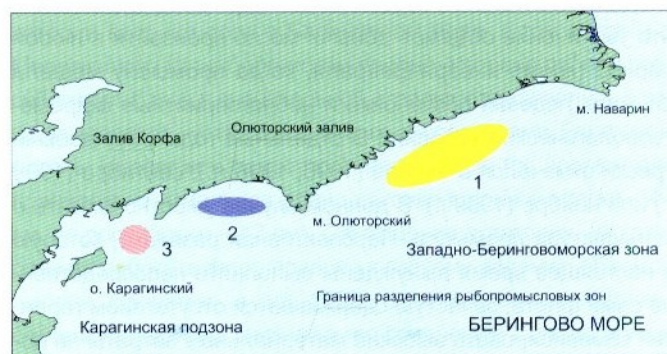 м. Наварин
Залив Корфа
Олюторский залив
1
2
м. Олюторский
3
Западно-Беринговоморская зона
о. Карагинский
Граница разделения рыбопромысловых зон
Карагинская подзона
БЕРИНГОВО МОРЕ